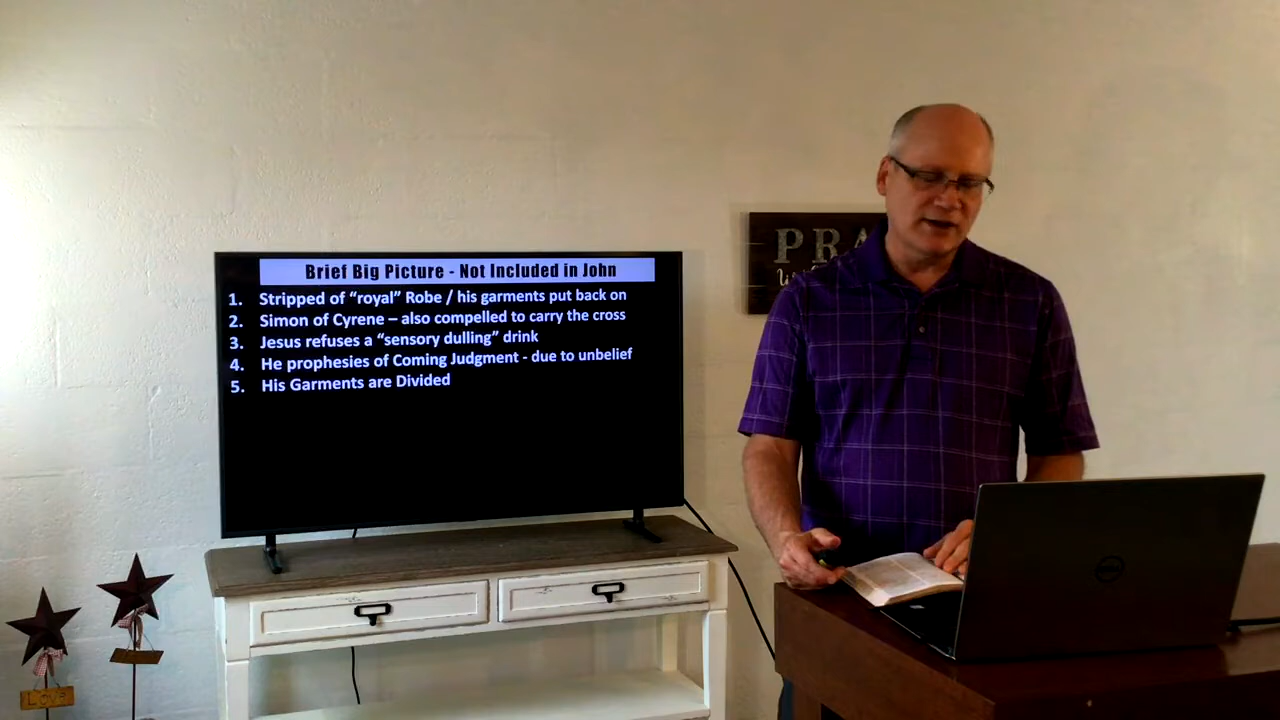 Brief Big Picture - Not Included in John
1. Stripped of “royal” Robe / his garments put back on
2. Simon of Cyrene – also compelled to carry the cross
3. Jesus refuses a “sensory dulling” drink
4. He prophesies of Coming Judgment - due to unbelief
5. His Garments are Divided
PRA
Love
DELL